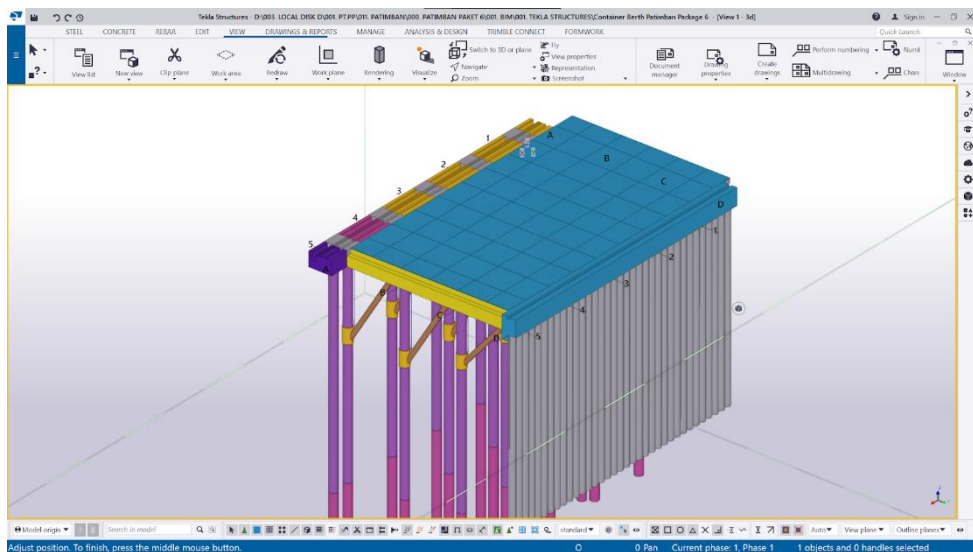 Tekla Structures - D:\003. LOCAL DISK D\001. PT.PP\011. PATIMBAN\000. PATIMBAN PAKET 6\001. BIM\001. TEKLA STRUCTURES\Container Berth Patimban Package 6 - [View 1 - 3d]
Sign in
STEEL CONCRETE REBAR EDIT VIEW DRAWINGS & REPORTS MANAGE ANALYSIS & DESIGN TRIMBLE CONNECT FORMWORK
Quick Launch
Switch to 3D or plane Fly
View properties
Navigate Representation
Zoom Screenshot
Perform numbering Numl
Multidrawing Chan
View list New view Clip plane Work area Redraw Work plane Rendering Visualize
Document manager
Drawing properties
Create drawings
Window
1 A
2 B
3 C
4 D
5 A
1
2
3
B
C
4
D 5
Model origin Search in model standard Auto View plane Outline planes
Adjust position. To finish, press the middle mouse button. O 0 Pan Current phase: 1, Phase 1 1 objects and 0 handles selected